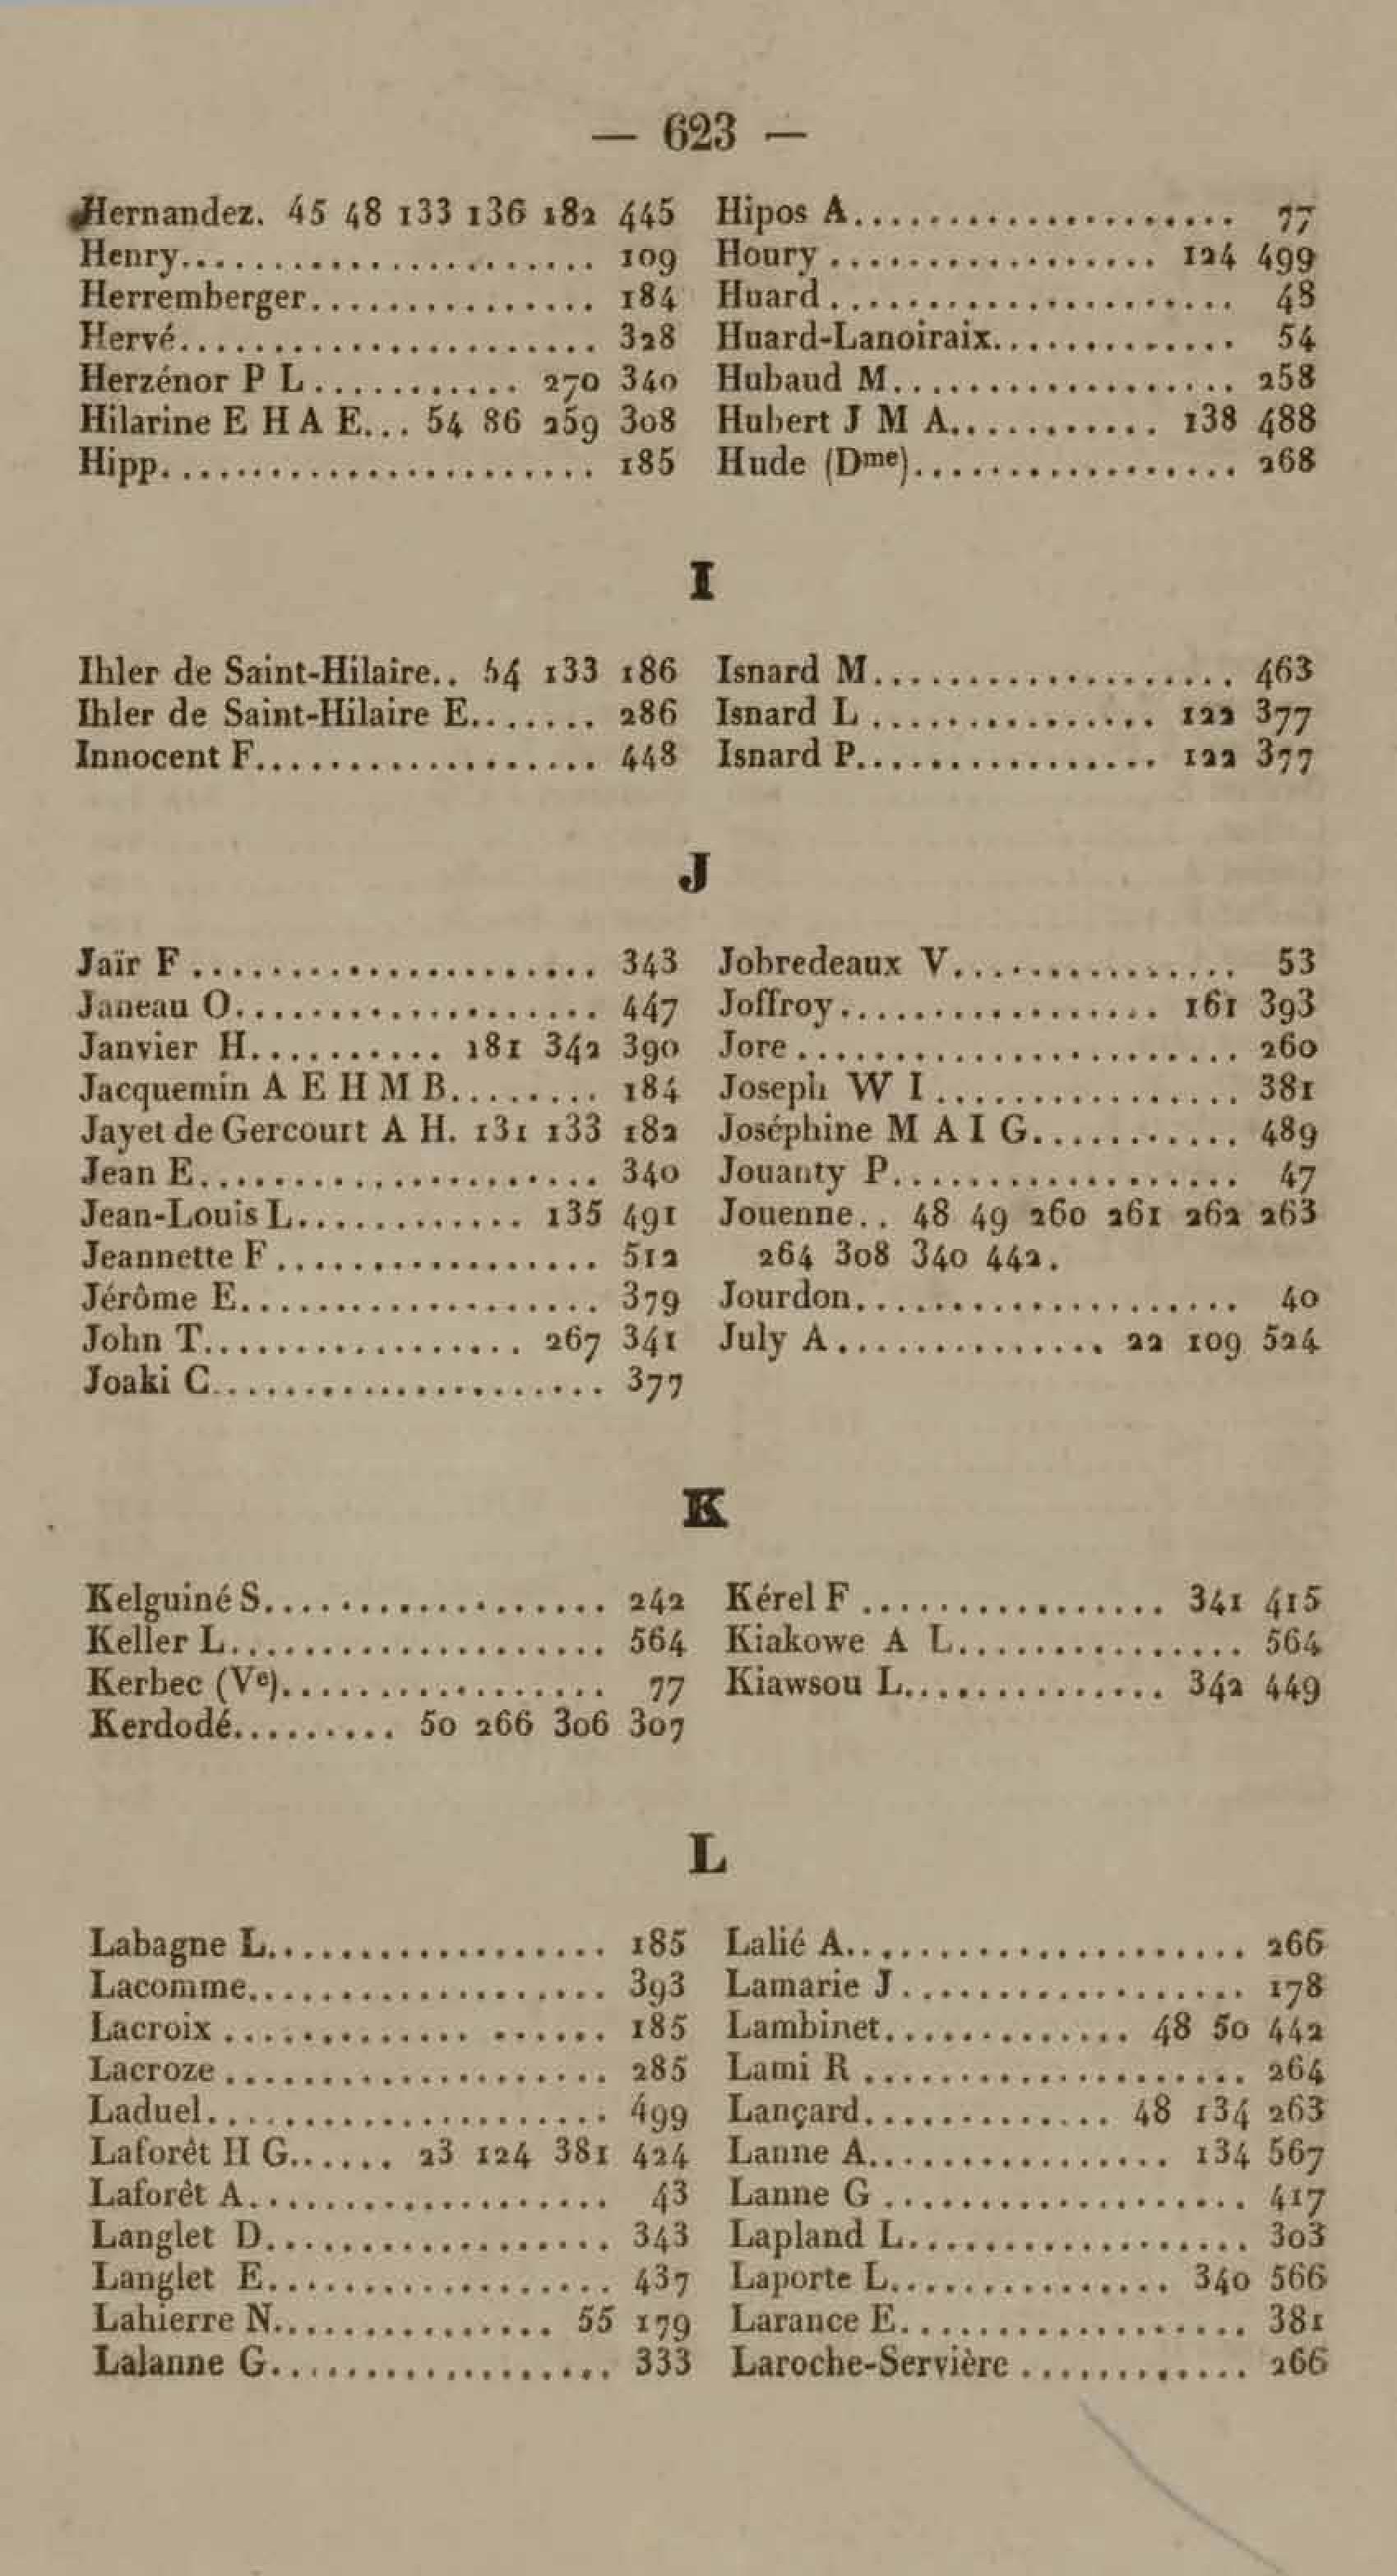 — 623 —
Hernandez. 45 48 133 136 182 445
Henry...................... 109
Herremberger............... 184
Hervé...................... 328
Herzénor P L........... 270 340
Hilarine E H A E... 54 86 259 308
Hipp....................... 185
Hipos A.................... 77
Houry ................. 124 499
Huard...................... 48
Huard-Lanoiraix............. 54
Hubaud M.................. 258
Hubert J M A........... 138 488
Hude (Dme)................. 268
I
Ihler de Saint-Hilaire.. 54 133 186
Ihler de Saint-Hilaire E....... 286
Innocent F.................. 448
Isnard M................... 463
Isnard L ............... 122 377
Isnard P................ 122 377
J
Jaïr F ...................... 343
Janeau O.................... 447
Janvier H.......... 181 342 390
Jacquemin A E H M B........ 184
Jayet de Gercourt A H. 131 133 182
Jean E..................... 340
Jean-Louis L............ 135 491
Jeannette F ................. 512
Jérôme E................... 379
John T................. 267 341
Joaki C..................... 377
Jobredeaux V............... 53
Joffroy................. 161 393
Jore ........................ 260
Joseph W I ................ 381
Joséphine M A I G........... 489
Jouanty P.................. 47
Jouenne.. 48 49 260 261 262 263
264 308 340 442.
Jourdon.................... 40
July A.............. 22 109 524
K
Kelguiné S.................. 242
Keller L.................... 564
Kerbec (Ve)................. 77
Kerdodé......... 50 266 306 307
Kérel F ................ 341 415
Kiakowe A L............... 564
Kiawsou L.............. 342 449
L
Labagne L.................. 185
Lacomme................... 393
Lacroix .................... 185
Lacroze .................... 285
Laduel..................... 499
Laforêt H G...... 23 124 381 424
Laforêt A................... 43
Langlet D.................. 343
Langlet E.................. 437
Lahierre N............... 55 179
Lalanne G.................. 333
Lalié A..................... 266
Lamarie J .................. 178
Lambinet............. 48 50 442
Lami R .................... 264
Lançard............. 48 134 263
Lanne A................ 134 567
Lanne G ................... 417
Lapland L.................. 303
Laporte L............... 340 566
Larance E................... 381
Laroche-Servière ............ 266